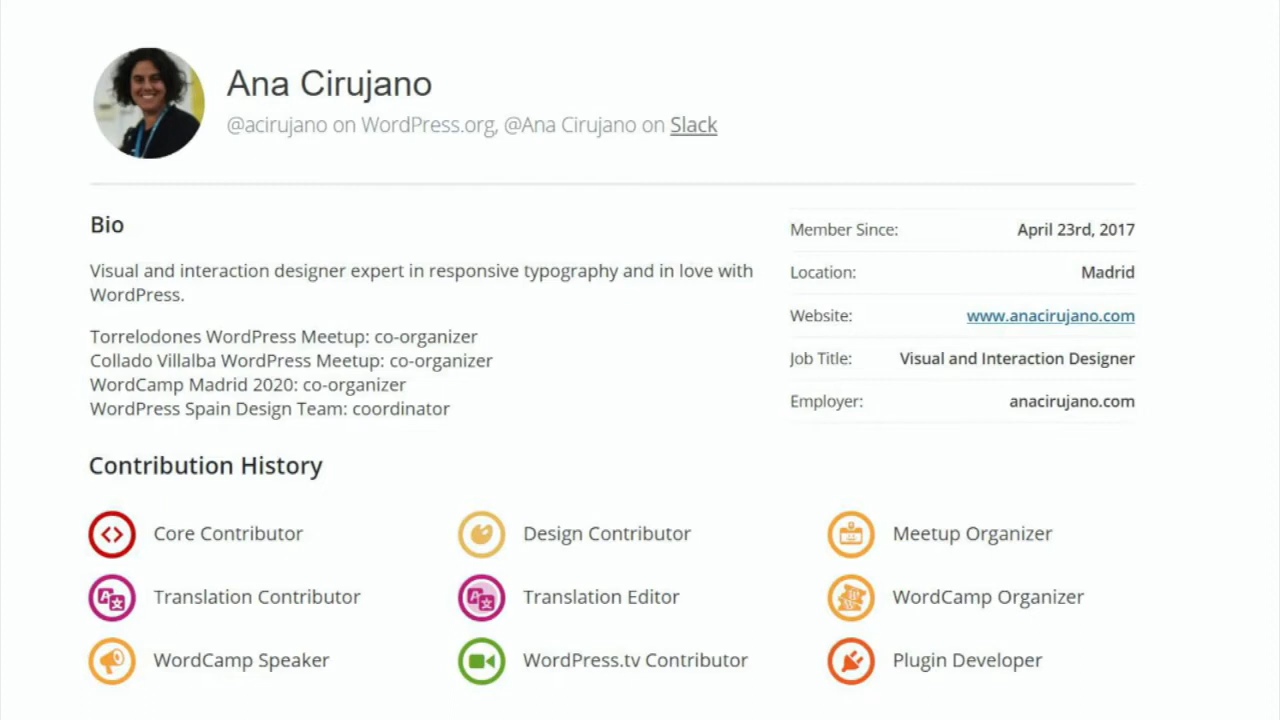 Ana Cirujano
@acirujano on WordPress.org, @Ana Cirujano on Slack
Bio
Visual and interaction designer expert in responsive typography and in love with
WordPress.
Torrelodones WordPress Meetup: co-organizer
Collado Villalba WordPress Meetup: co-organizer
WordCamp Madrid 2020: co-organizer
WordPress Spain Design Team: coordinator
Member Since: April 23rd, 2017
Location: Madrid
Website: www.anacirujano.com
Job Title: Visual and Interaction Designer
Employer: anacirujano.com
Contribution History
Core Contributor
Design Contributor
Meetup Organizer
Translation Contributor
Translation Editor
WordCamp Organizer
WordCamp Speaker
WordPress.tv Contributor
Plugin Developer